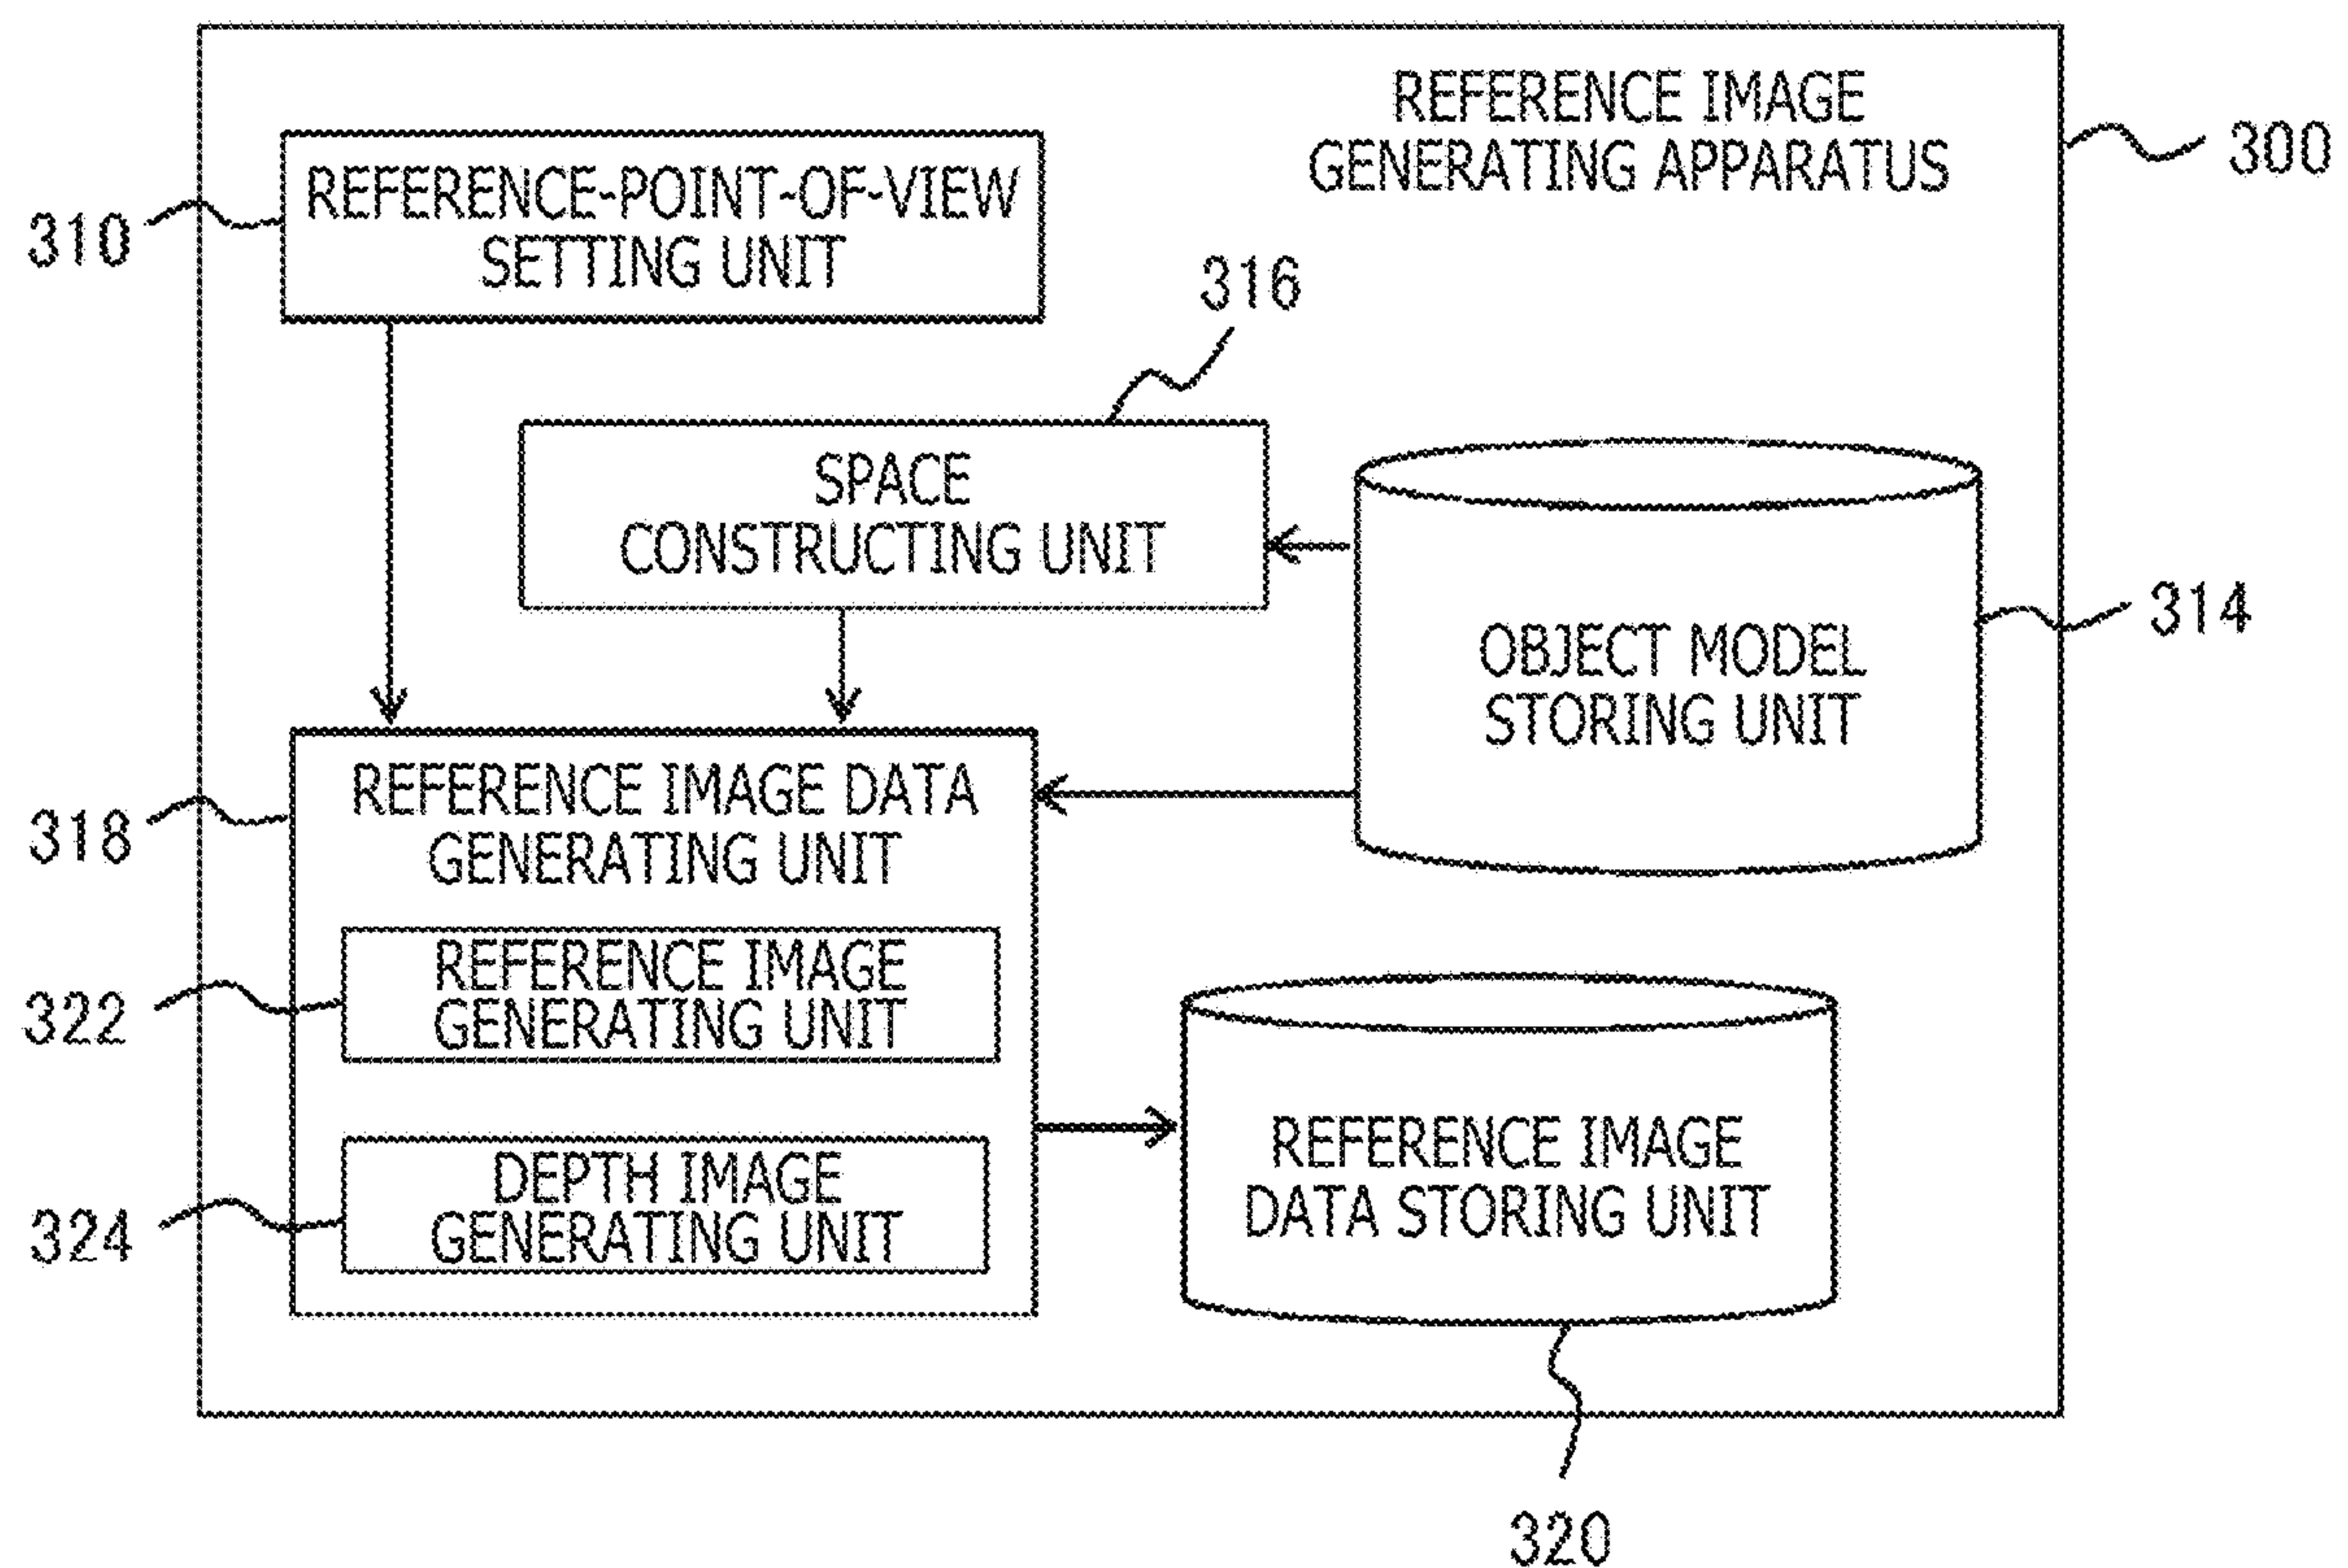 REFERENCE IMAGE
GENERATING APPARATUS
300
REFERENCE-POINT-OF-VIEW
SETTING UNIT
310
316
SPACE
CONSTRUCTING UNIT
OBJECT MODEL
STORING UNIT
314
REFERENCE IMAGE DATA
GENERATING UNIT
318
REFERENCE IMAGE
GENERATING UNIT
322
DEPTH IMAGE
GENERATING UNIT
324
REFERENCE IMAGE
DATA STORING UNIT
320